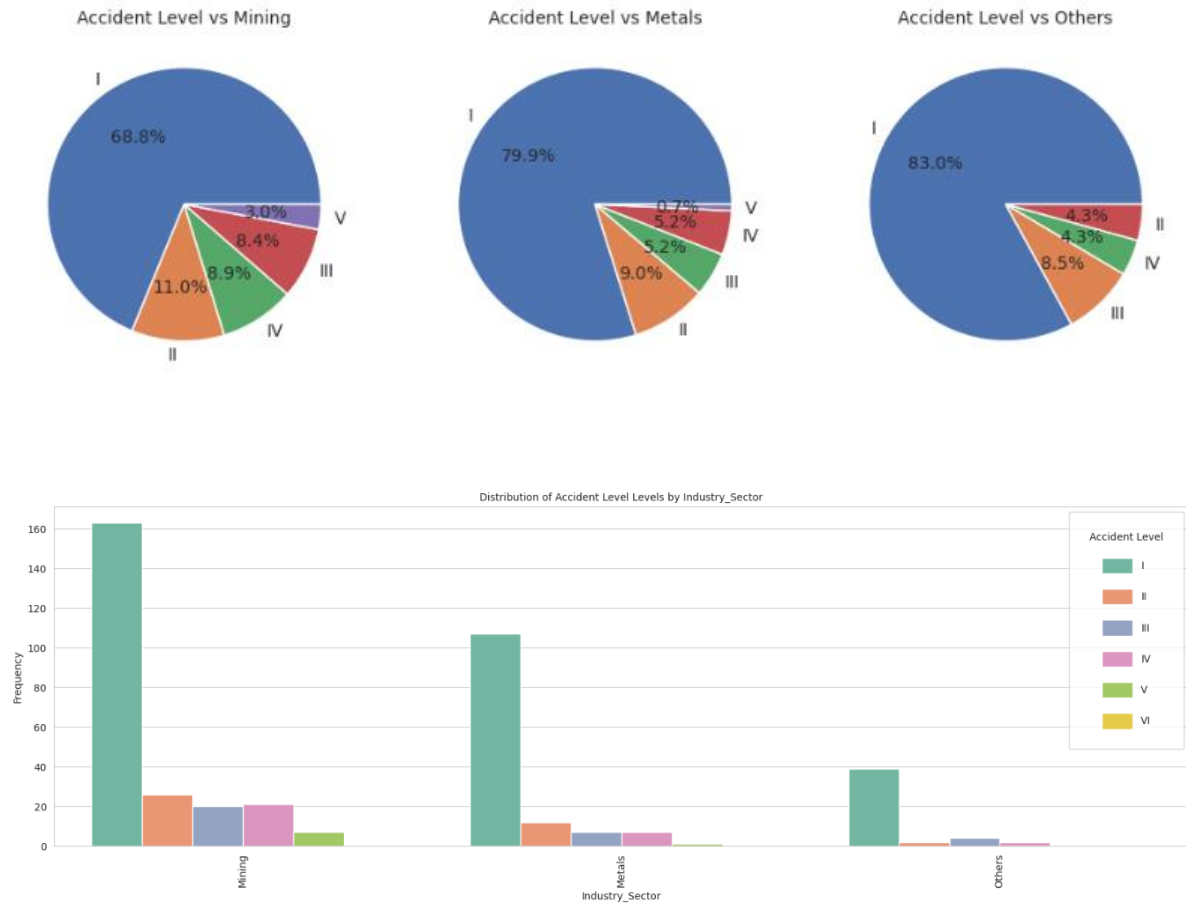 Accident Level vs Mining
I
68.8%
3.0%
V
8.4%
III
8.9%
11.0%
IV
II
Accident Level vs Metals
I
79.9%
0.7%
V
5.2%
IV
5.2%
III
9.0%
II
Accident Level vs Others
I
83.0%
4.3%
II
4.3%
IV
8.5%
III
Distribution of Accident Level Levels by Industry_Sector
Frequency
160
140
120
100
80
60
40
20
0
Mining
Metals
Others
Industry_Sector
Accident Level
I
II
III
IV
V
VI